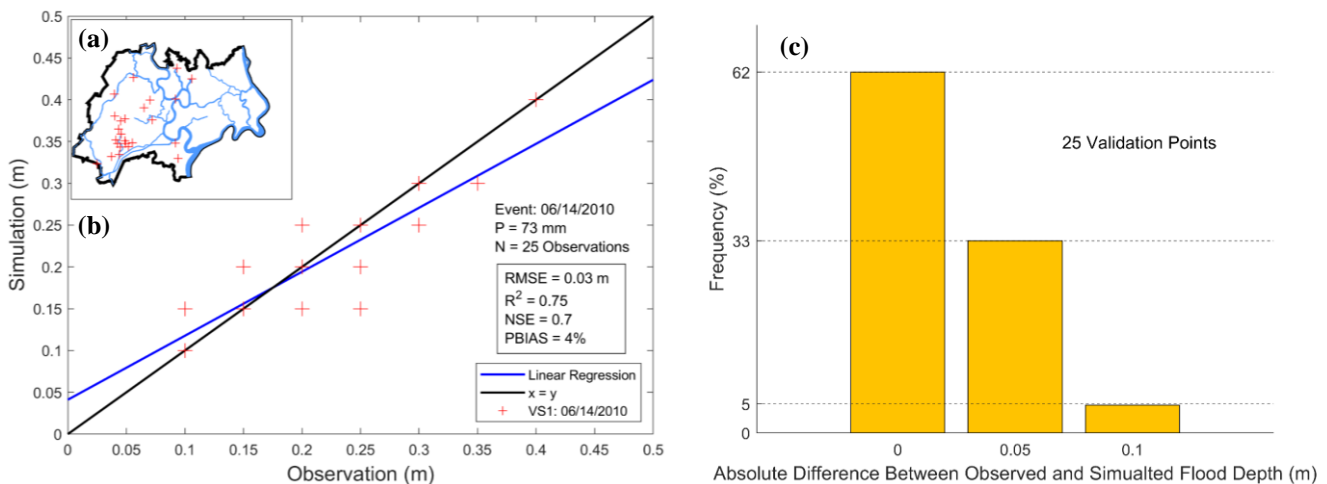 (a)
(b)
Simulation (m)
0.5
0.45
0.4
0.35
0.3
0.25
0.2
0.15
0.1
0.05
0
0
0.05
0.1
0.15
0.2
0.25
0.3
0.35
0.4
0.45
0.5
Observation (m)
Event: 06/14/2010
P = 73 mm
N = 25 Observations
RMSE = 0.03 m
R² = 0.75
NSE = 0.7
PBIAS = 4%
Linear Regression
x = y
VS1: 06/14/2010
(c)
25 Validation Points
Frequency (%)
62
33
5
0
0
0.05
0.1
Absolute Difference Between Observed and Simualted Flood Depth (m)